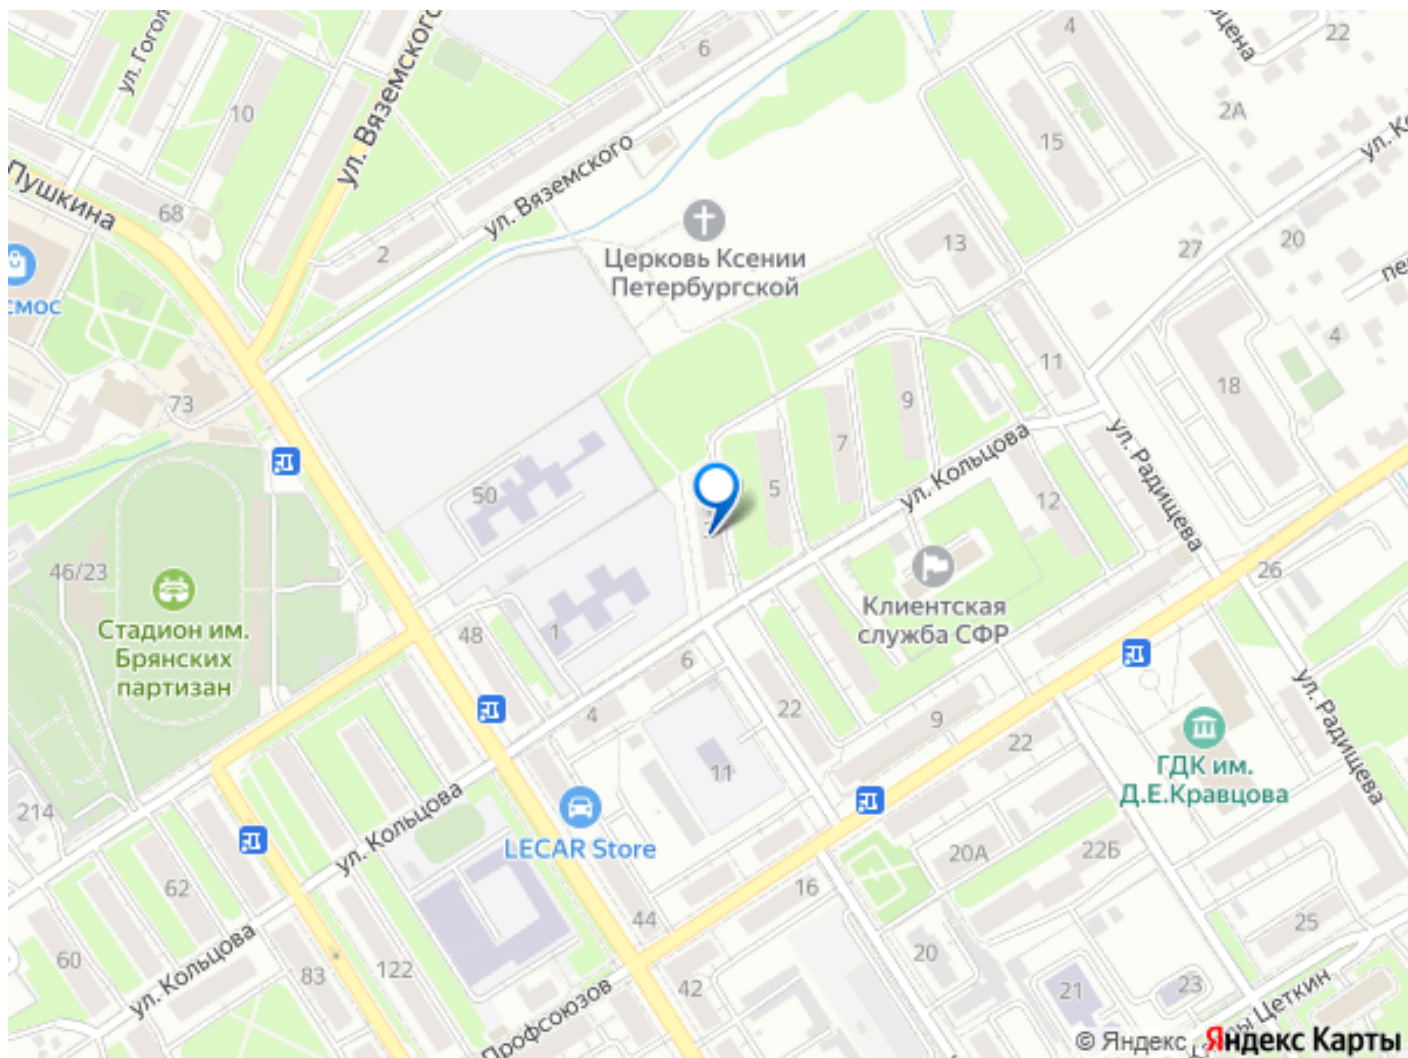 ул. Гогол
ул. Вяземского
6
4
22
10
2А
15
Пушкина
68
ул. Вяземского
2
Церковь Ксении
Петербургской
13
27
20
смос
73
11
4
18
9
7
ул. Кольцова
ул. Радищева
50
5
12
46/23
Стадион им.
Брянских
партизан
48
1
Клиентская
служба СФР
26
6
4
22
9
22
ул. Радищева
11
ГДК им.
Д.Е.Кравцова
214
ул. Кольцова
LECAR Store
62
16
20А
22Б
44
25
60
ул. Кольцова
83
122
42
20
21
23
Профсоюзов
Цеткин
© Яндекс
Яндекс Карты